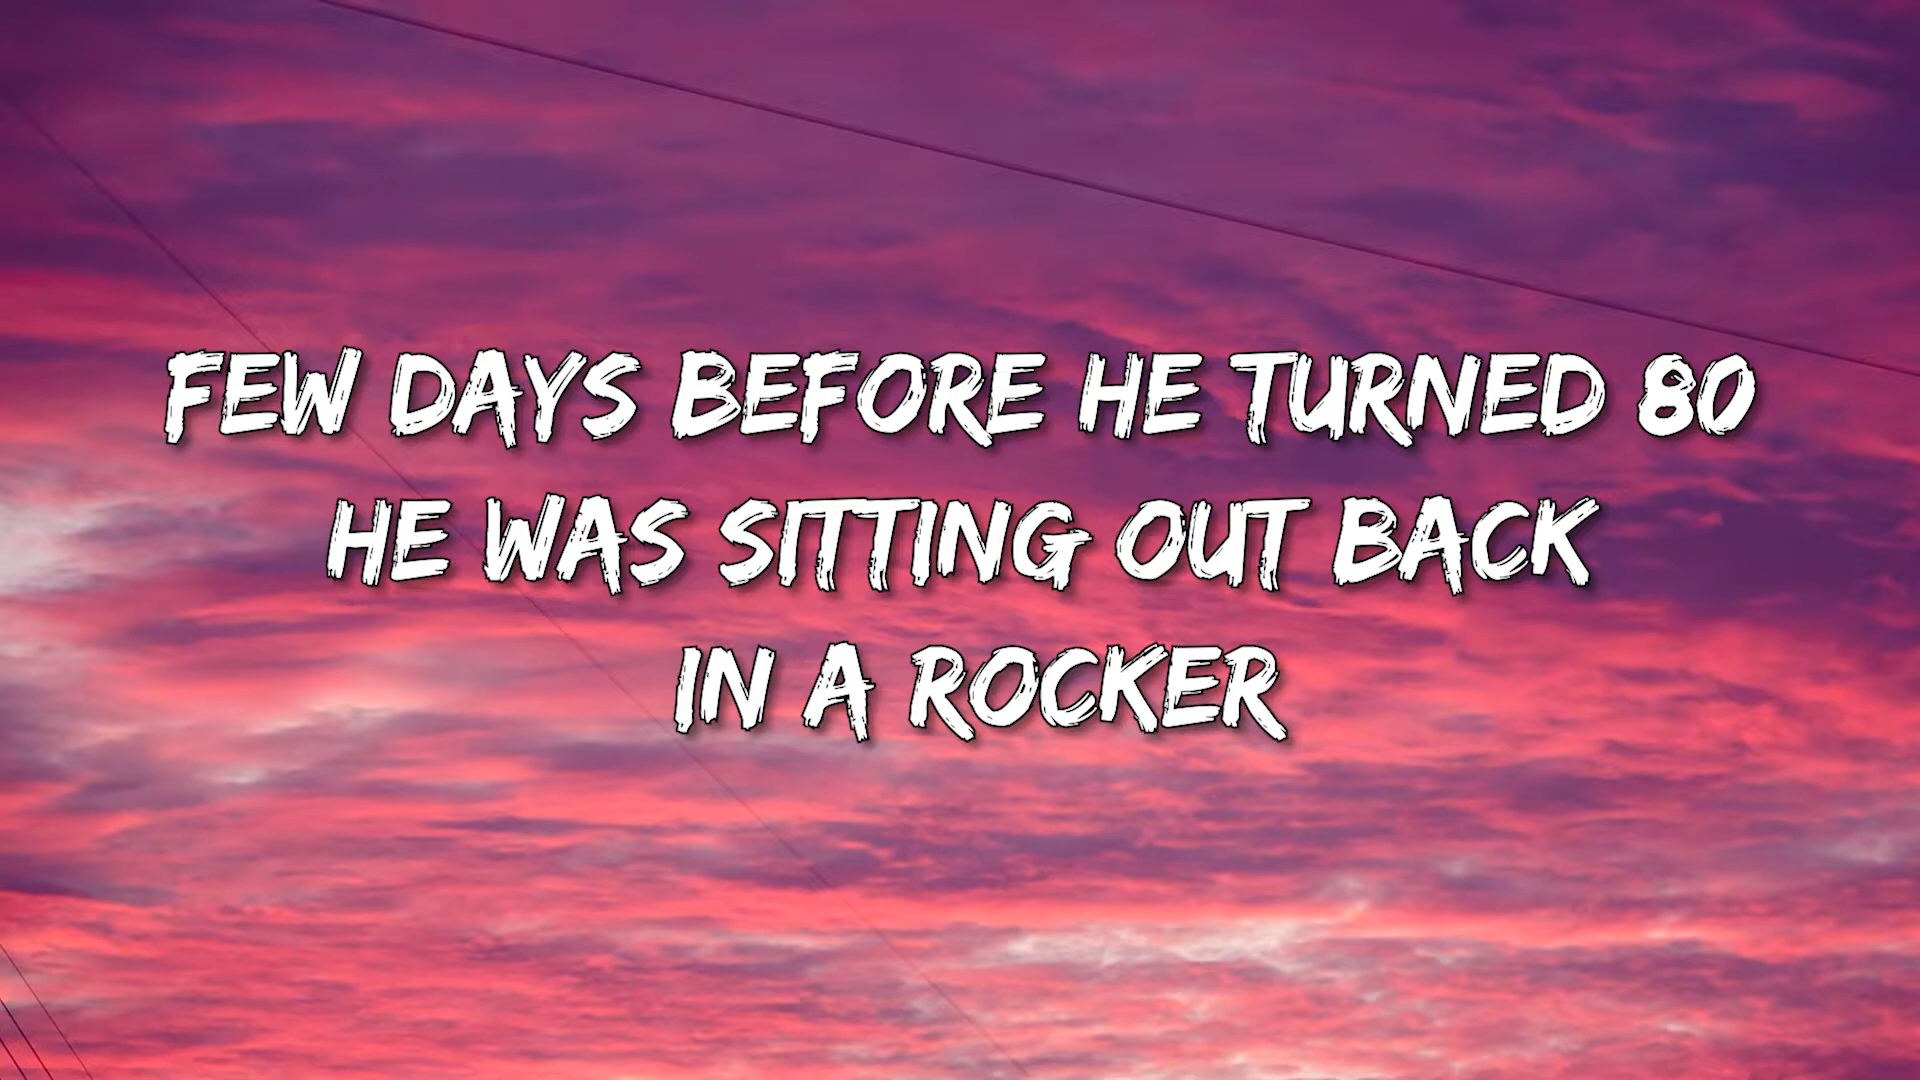 FEW DAYS BEFORE HE TURNED 80
HE WAS SITTING OUT BACK
IN A ROCKER